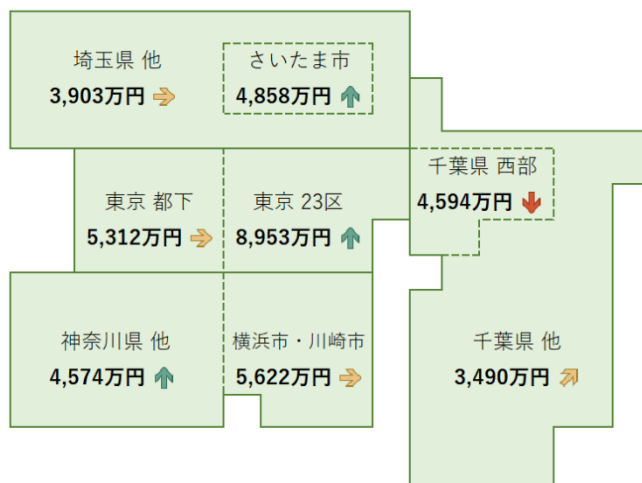 埼玉県 他
3,903万円
さいたま市
4,858万円
千葉県 西部
4,594万円
東京 都下
5,312万円
東京 23区
8,953万円
神奈川県 他
4,574万円
横浜市・川崎市
5,622万円
千葉県 他
3,490万円